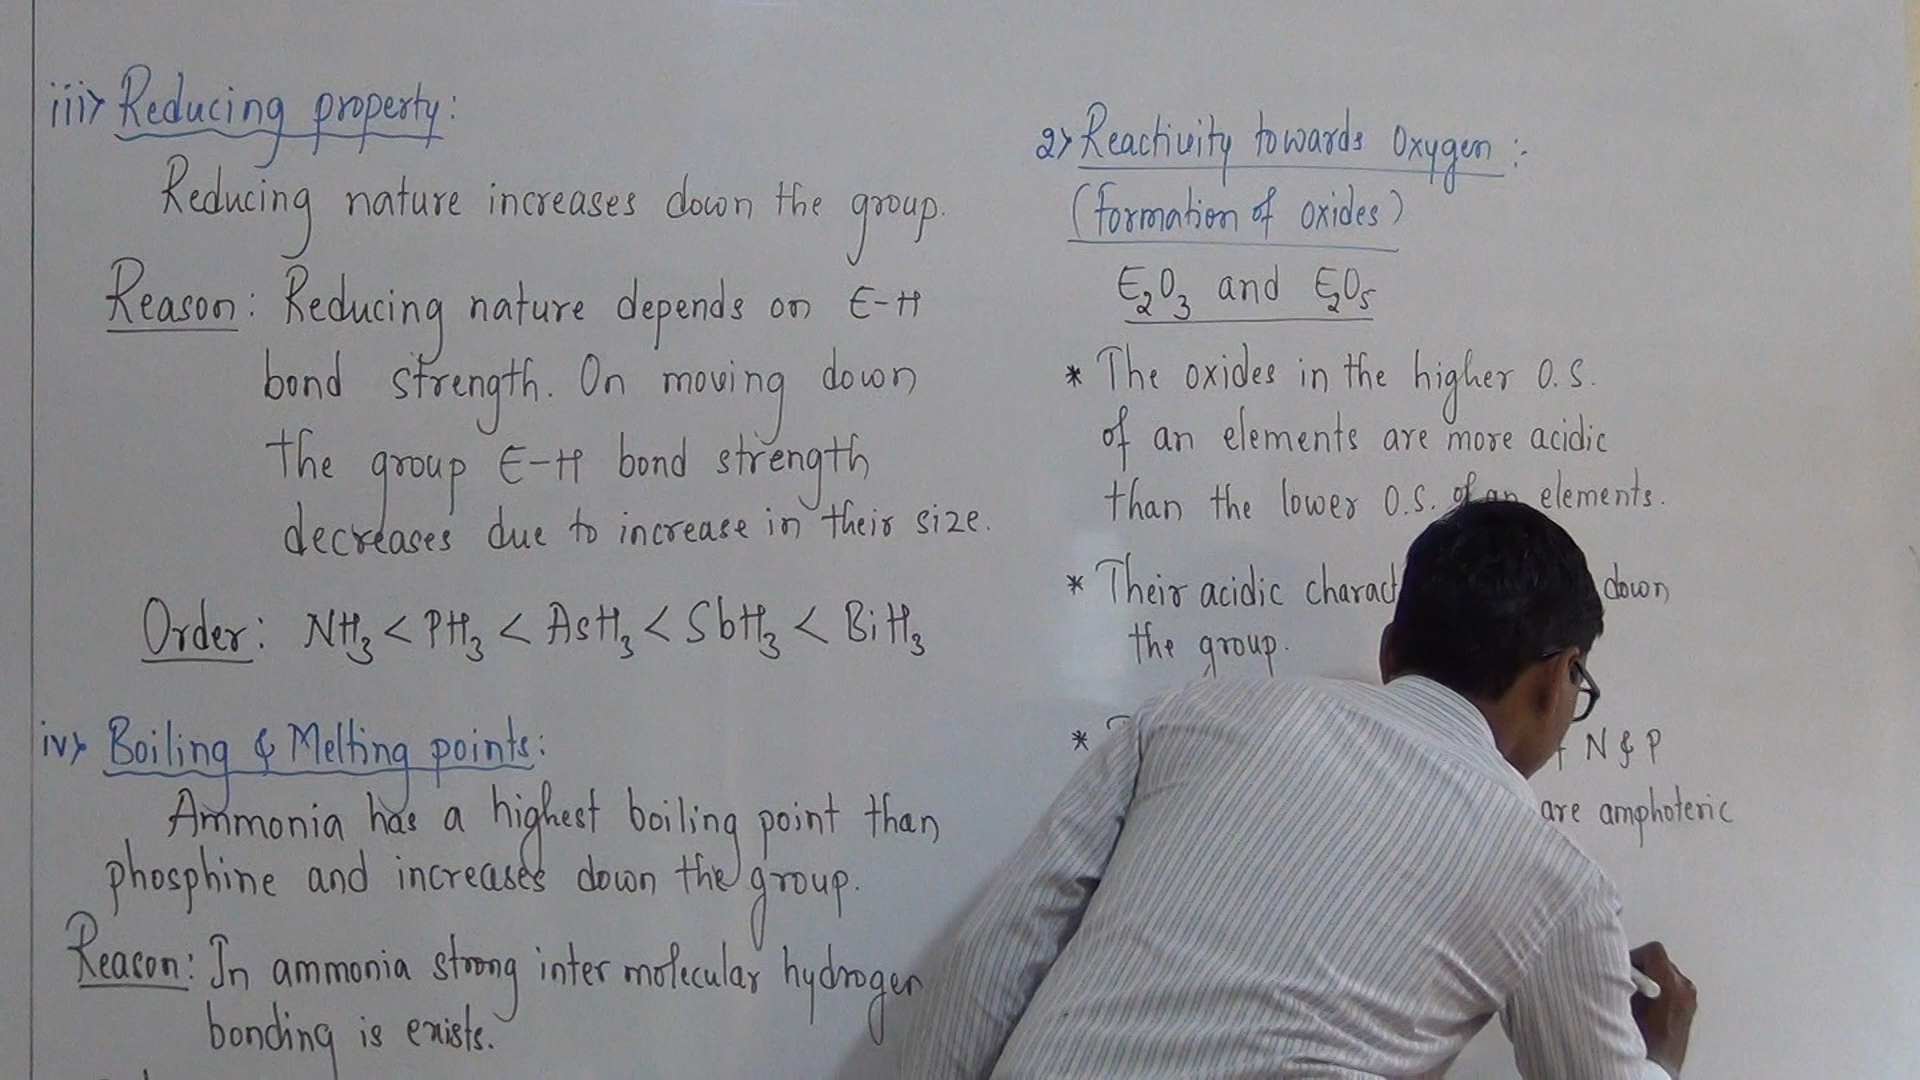 iii> Reducing property:
Reducing nature increases down the group.
Reason: Reducing nature depends on E-H
bond strength. On moving down
the group E-H bond strength
decreases due to increase in their size.
Order: NH₃ < PH₃ < AsH₃ < SbH₃ < BiH₃
iv> Boiling & Melting points:
Ammonia has a highest boiling point than
phosphine and increases down the group.
Reason: In ammonia strong inter molecular hydrogen
bonding is exists.
2> Reactivity towards Oxygen :-
(formation of oxides)
E₂O₃ and E₂O₅
* The oxides in the higher O.S.
of an elements are more acidic
than the lower O.S. of an elements.
* Their acidic charact down
the group.
* N & P
are amphoteric